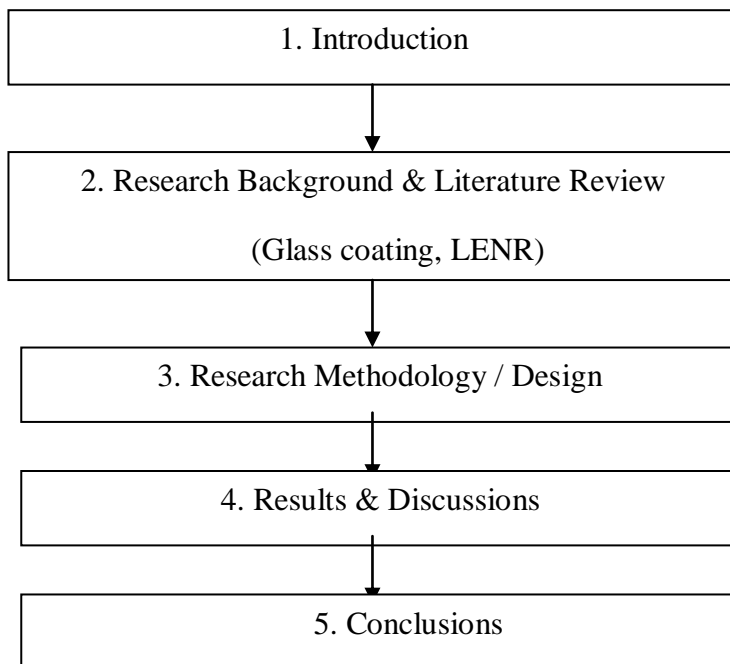 1. Introduction
2. Research Background & Literature Review
(Glass coating, LENR)
3. Research Methodology / Design
4. Results & Discussions
5. Conclusions